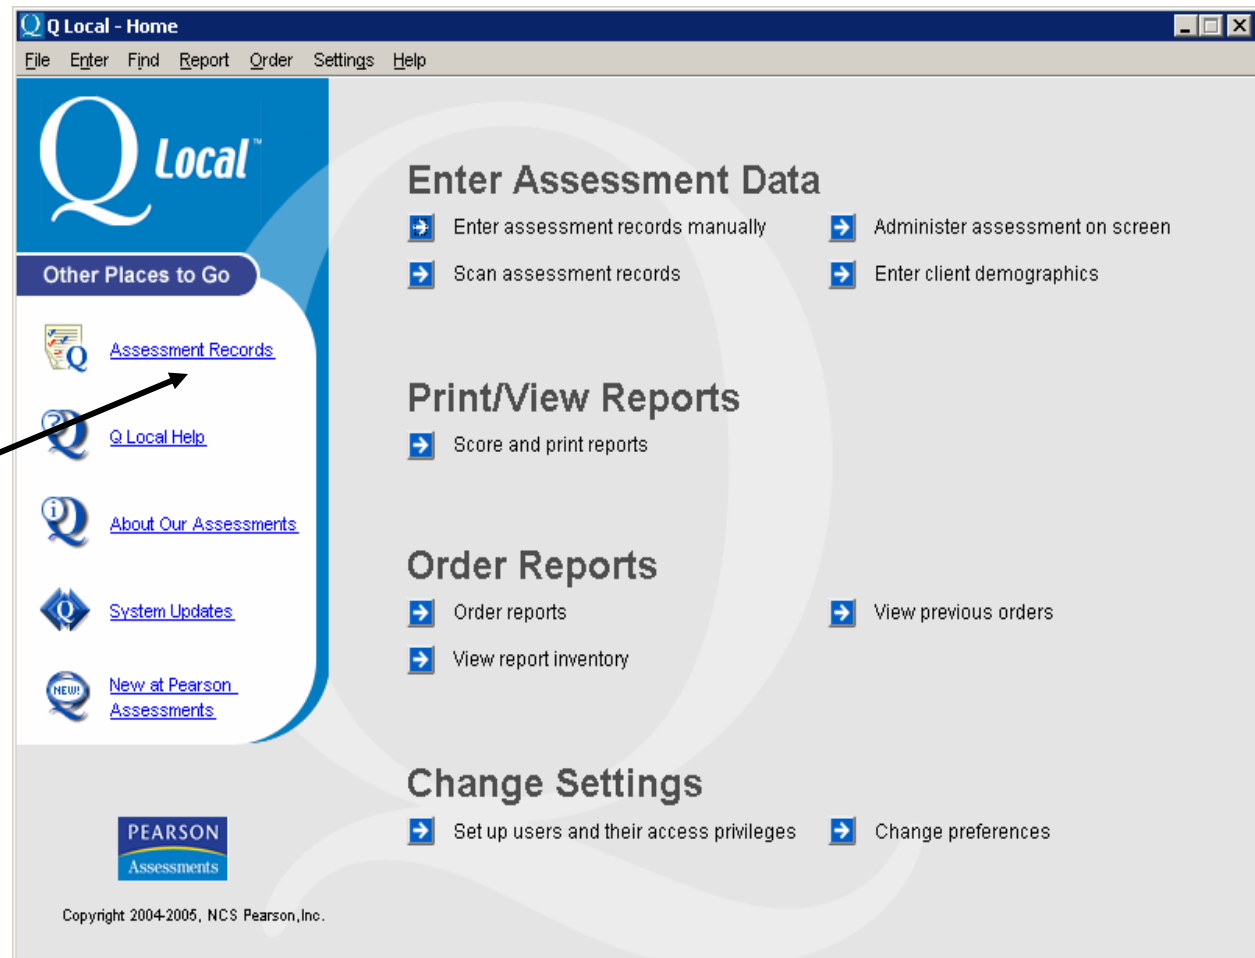 Q Local - Home
File Enter Find Report Order Settings Help
Q Local™
Other Places to Go
Assessment Records
Q Local Help
About Our Assessments
System Updates
NEW!
New at Pearson
Assessments
PEARSON
Assessments
Copyright 2004-2005, NCS Pearson,Inc.
Enter Assessment Data
Enter assessment records manually
Administer assessment on screen
Scan assessment records
Enter client demographics
Print/View Reports
Score and print reports
Order Reports
Order reports
View previous orders
View report inventory
Change Settings
Set up users and their access privileges
Change preferences